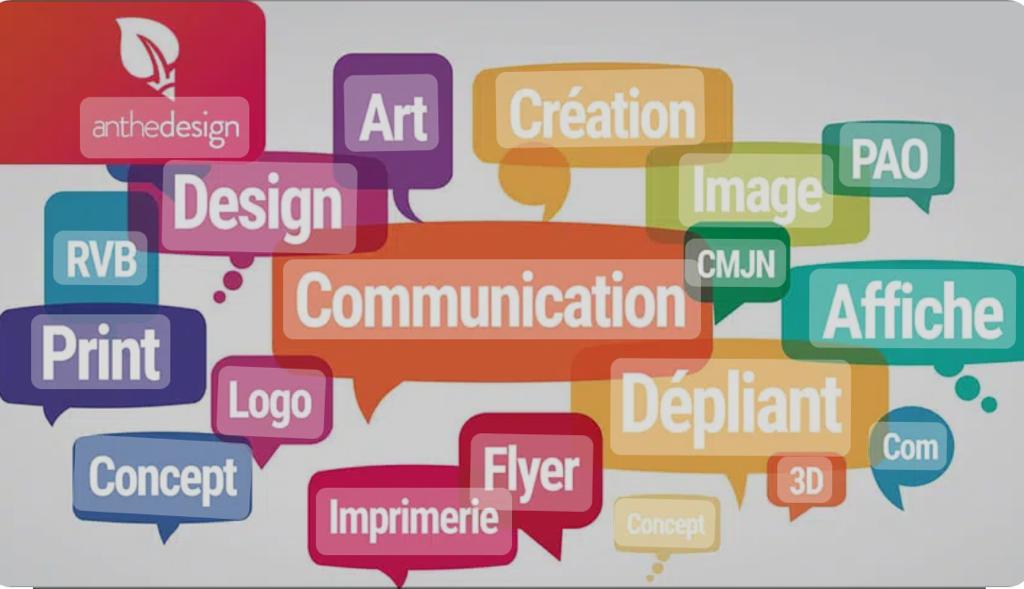 anthedesign
Art
Création
PAO
Design
Image
RVB
CMJN
Communication
Affiche
Print
Logo
Dépliant
Com
Concept
Flyer
3D
Imprimerie
Concept